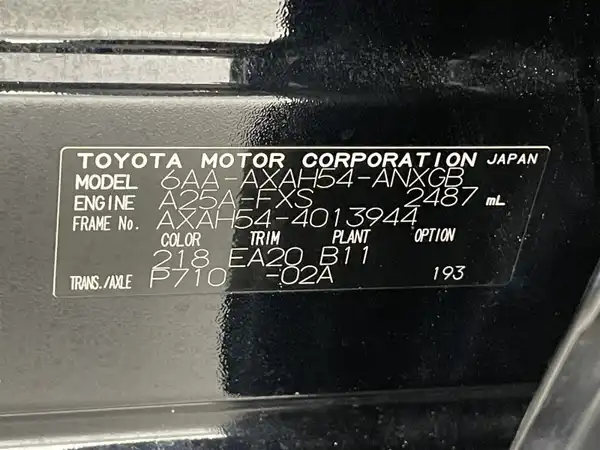 TOYOTA MOTOR CORPORATION JAPAN
MODEL 6AA-AXAH54-ANXGB
ENGINE A25A-FXS 2487 mL
FRAME No. AXAH54-4013944
COLOR TRIM PLANT OPTION
218 EA20 B11
TRANS./AXLE P710 -02A 193